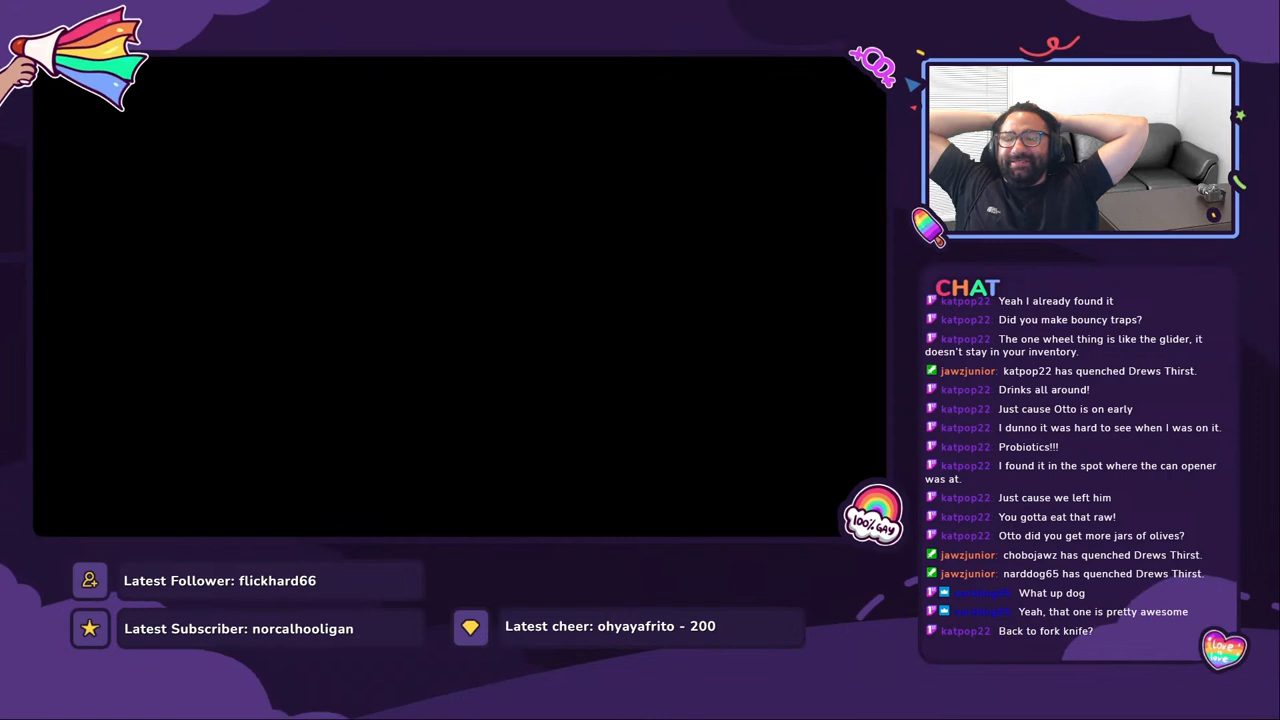 CHAT
katpop22: Yeah I already found it
katpop22: Did you make bouncy traps?
katpop22: The one wheel thing is like the glider, it
doesn't stay in your inventory.
jawzjunior: katpop22 has quenched Drews Thirst.
katpop22: Drinks all around!
katpop22: Just cause Otto is on early
katpop22: I dunno it was hard to see when I was on it.
katpop22: Probiotics!!!
katpop22: I found it in the spot where the can opener
was at.
katpop22: Just cause we left him
katpop22: You gotta eat that raw!
katpop22: Otto did you get more jars of olives?
jawzjunior: chobojawz has quenched Drews Thirst.
jawzjunior: narddog65 has quenched Drews Thirst.
narddog65: What up dog
narddog65: Yeah, that one is pretty awesome
katpop22: Back to fork knife?
100% GAY
Latest Follower: flickhard66
Latest Subscriber: norcalhooligan
Latest cheer: ohyayafrito - 200
love
is
love